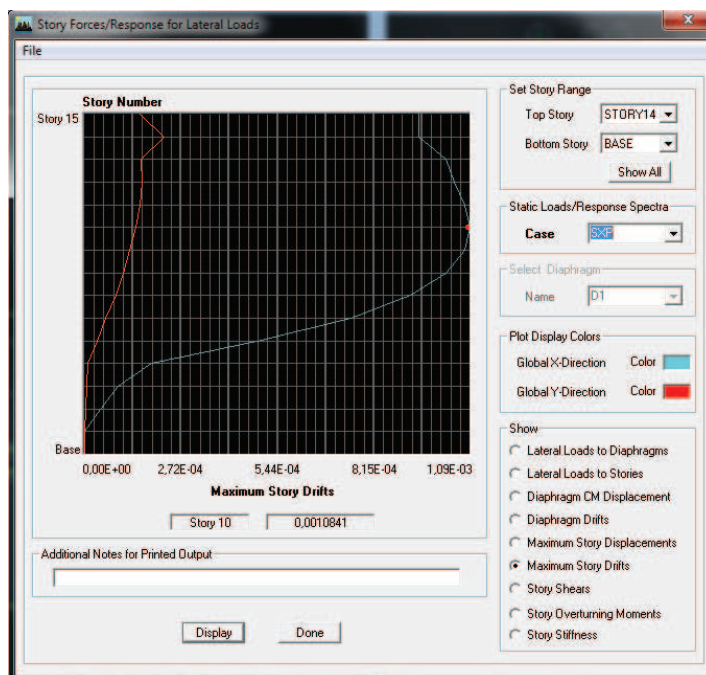 Story Forces/Response for Lateral Loads
File
Story Number
Story 15
Base
0,00E+00 2,72E-04 5,44E-04 8,15E-04 1,09E-03
Maximum Story Drifts
Story 10 0,0010841
Additional Notes for Printed Output
Display Done
Set Story Range
Top Story STORY14
Bottom Story BASE
Show All
Static Loads/Response Spectra
Case SXP
Select Diaphragm
Name D1
Plot Display Colors
Global X-Direction Color
Global Y-Direction Color
Show
Lateral Loads to Diaphragms
Lateral Loads to Stories
Diaphragm CM Displacement
Diaphragm Drifts
Maximum Story Displacements
Maximum Story Drifts
Story Shears
Story Overturning Moments
Story Stiffness